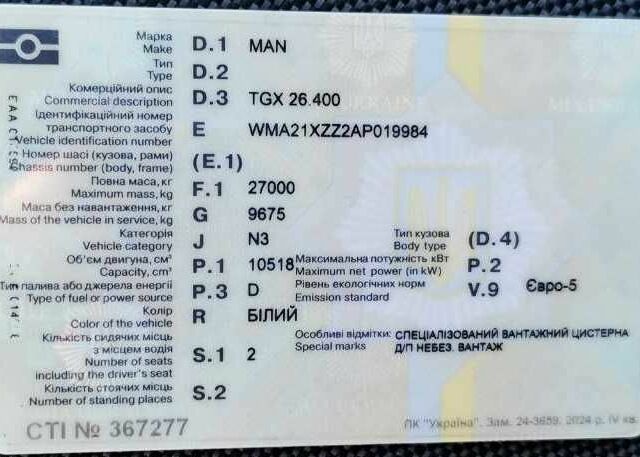 Марка
Make D.1 MAN
Тип
Type D.2
Комерційний опис
Commercial description D.3 TGX 26.400
Ідентифікаційний номер
транспортного засобу
Vehicle identification number E WMA21XZZ2AP019984
Номер шасі (кузова, рами)
Chassis number (body, frame) (E.1)
Повна маса, кг
Maximum mass, kg F.1 27000
Маса без навантаження, кг
Mass of the vehicle in service, kg G 9675
Категорія
Vehicle category J N3
Тип кузова
Body type (D.4)
Об'єм двигуна, см³
Capacity, cm³ P.1 10518
Максимальна потужність кВт
Maximum net power (in kW) P.2
Тип палива або джерела енергії
Type of fuel or power source P.3 D
Рівень екологічних норм
Emission standard V.9 Євро-5
Колір
Color of the vehicle R БІЛИЙ
Особливі відмітки: СПЕЦІАЛІЗОВАНИЙ ВАНТАЖНИЙ ЦИСТЕРНА
Special marks Д/П НЕБЕЗ. ВАНТАЖ
Кількість сидячих місць
з місцем водія
Number of seats
including the driver's seat S.1 2
Кількість стоячих місць
Number of standing places S.2
СТІ № 367277
ПК "Україна". Зам. 24-3659. 2024 р. IV кв.